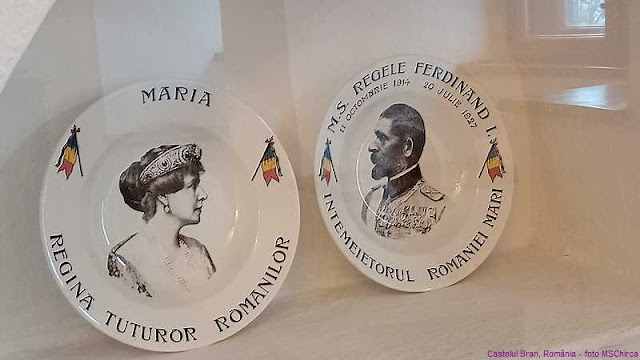 MARIA
REGINA TUTUROR ROMANILOR
M.S. REGELE FERDINAND I.
11 OCTOMBRIE 1914 20 JULIE 1927
INTEMEIETORUL ROMANIEI MARI
Castelul Bran, România - foto MSChirca